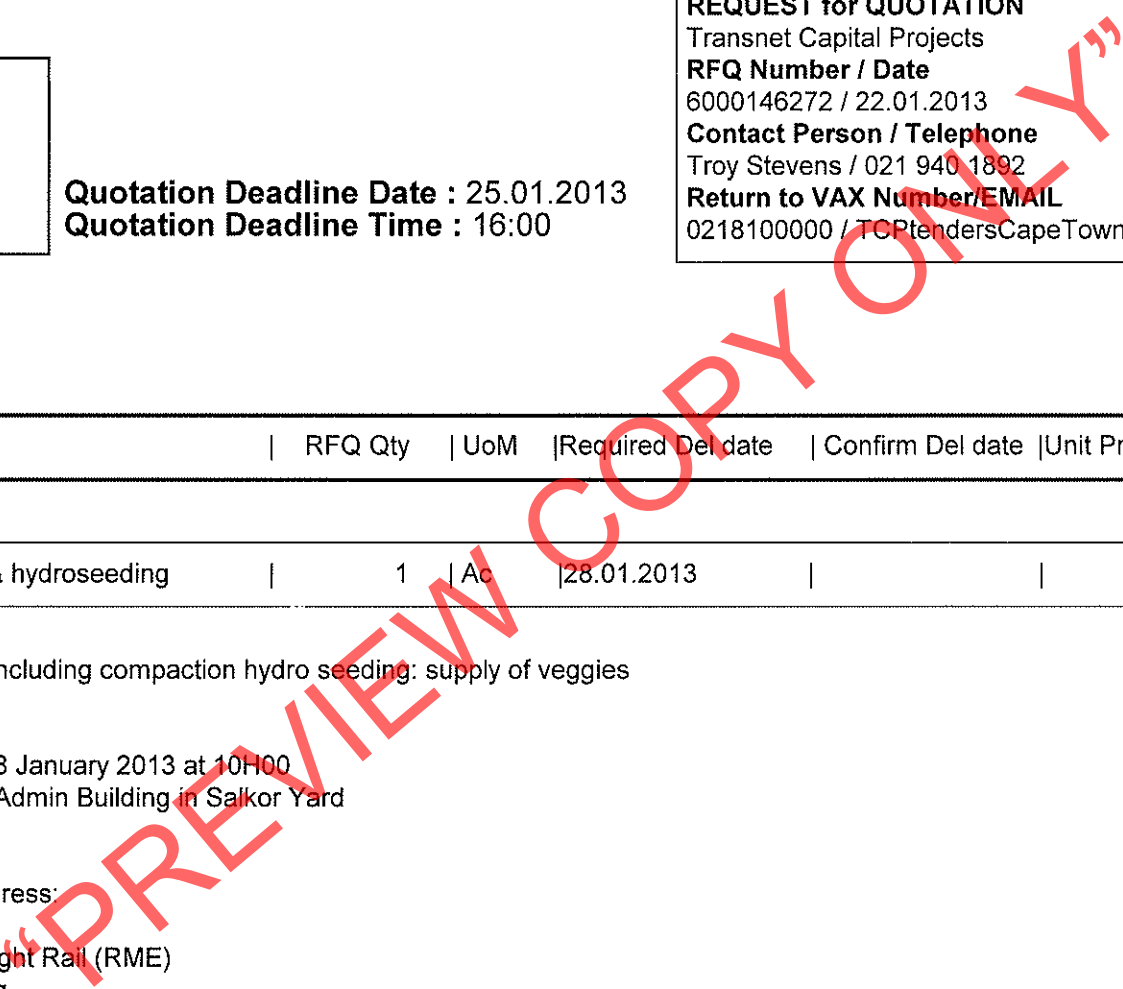 REQUEST for QUOTATION
Transnet Capital Projects
RFQ Number / Date
6000146272 / 22.01.2013
Contact Person / Telephone
Troy Stevens / 021 940 1892
Return to VAX Number/EMAIL
0218100000 / TCPtendersCapeTown
Quotation Deadline Date : 25.01.2013
Quotation Deadline Time : 16:00
| RFQ Qty | UoM |Required Del date | Confirm Del date |Unit Pr
& hydroseeding | 1 | Ac |28.01.2013 | |
ncluding compaction hydro seeding: supply of veggies
3 January 2013 at 10H00
Admin Building in Salkor Yard
ress:
ght Rail (RME)
"PREVIEW COPY ONLY"